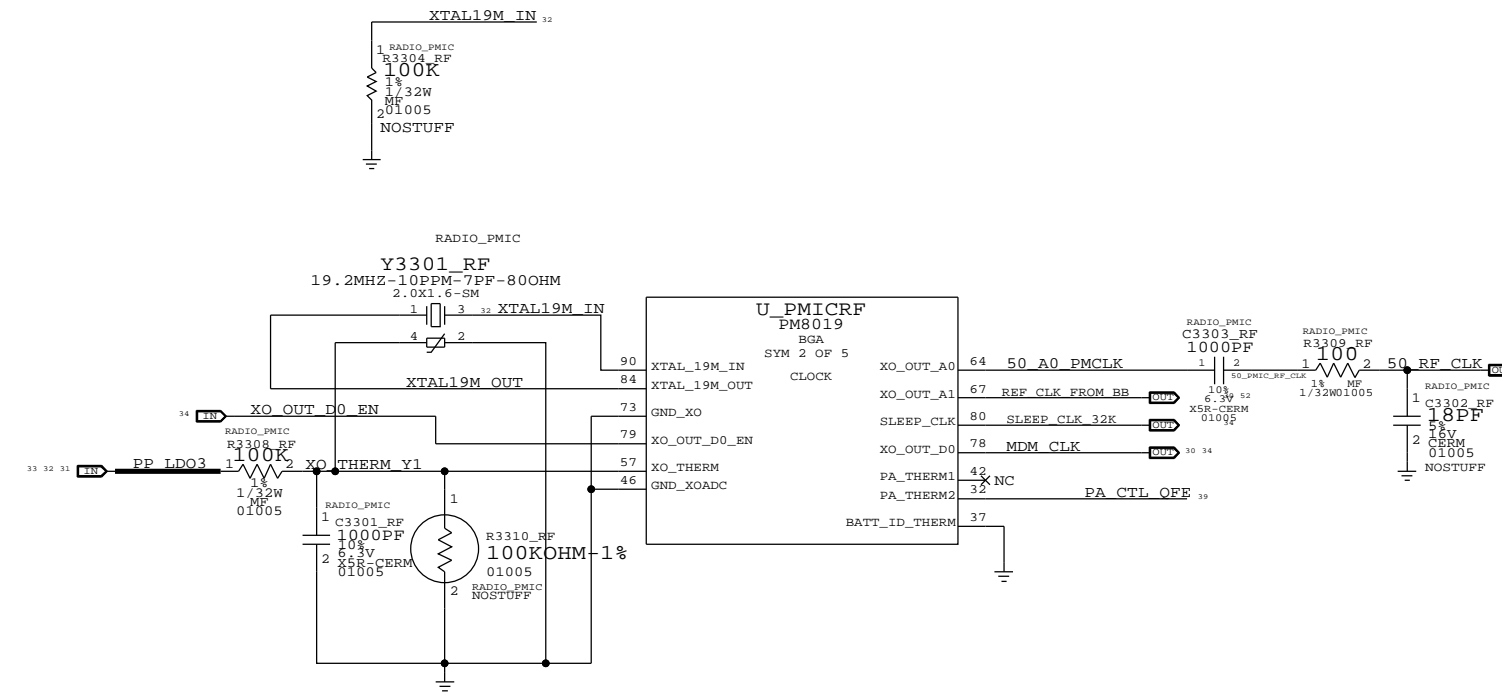 XTAL19M_IN 32
1 RADIO_PMIC
R3304_RF
100K
1%
1/32W
MF
2 01005
NOSTUFF
RADIO_PMIC
Y3301_RF
19.2MHZ-10PPM-7PF-80OHM
2.0X1.6-SM
1 3 32 XTAL19M_IN
4 2
XTAL19M_OUT
34 IN XO_OUT_D0_EN
RADIO_PMIC
R3308_RF
100K
33 32 31 IN PP_LDO3 1 2 XO_THERM_Y1
1%
1/32W
MF
01005
RADIO_PMIC
1 C3301_RF
1000PF
10%
6.3V
2 X5R-CERM
01005
1
R3310_RF
100KOHM-1%
01005
2 RADIO_PMIC
NOSTUFF
U_PMICRF
PM8019
BGA
SYM 2 OF 5
CLOCK
90 XTAL_19M_IN
84 XTAL_19M_OUT
73 GND_XO
79 XO_OUT_D0_EN
57 XO_THERM
46 GND_XOADC
XO_OUT_A0 64 50_A0_PMCLK
XO_OUT_A1 67 REF_CLK_FROM_BB OUT 52
SLEEP_CLK 80 SLEEP_CLK_32K OUT 34
XO_OUT_D0 78 MDM_CLK OUT 30 34
PA_THERM1 42 NC
PA_THERM2 32 PA_CTL_QFE 39
BATT_ID_THERM 37
RADIO_PMIC
C3303_RF
1000PF
1 2
50_PMIC_RF_CLK
10%
6.3V
X5R-CERM
01005
RADIO_PMIC
R3309_RF
100
1 2 50_RF_CLK
1% MF
1/32W01005
RADIO_PMIC
1 C3302_RF
18PF
5%
16V
2 CERM
01005
NOSTUFF